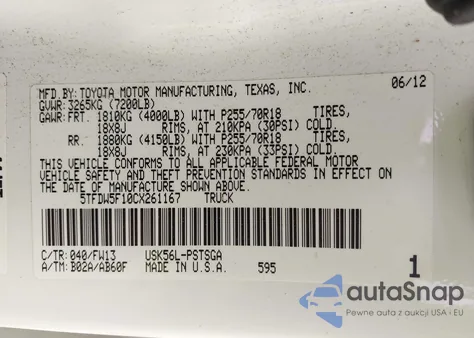 MFD.BY: TOYOTA MOTOR MANUFACTURING, TEXAS, INC. 06/12
GVWR: 3265KG (7200LB)
GAWR: FRT. 1810KG (4000LB) WITH P255/70R18 TIRES,
18X8J RIMS, AT 210KPA (30PSI) COLD
RR. 1880KG (4150LB) WITH P255/70R18 TIRES,
18X8J RIMS, AT 230KPA (33PSI) COLD
THIS VEHICLE CONFORMS TO ALL APPLICABLE FEDERAL MOTOR
VEHICLE SAFETY AND THEFT PREVENTION STANDARDS IN EFFECT
ON THE DATE OF MANUFACTURE SHOWN ABOVE.
5TFDW5F10CX261167 TRUCK
C/TR: 040/FW13 USK56L-PSTSGA
A/TM: B02A/AB60F MADE IN U.S.A. 595 1
autoSnap
Pewne auta z aukcji USA - EU